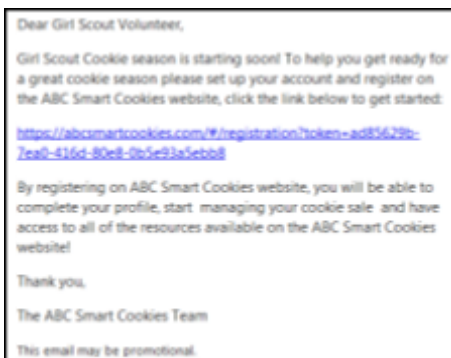 Dear Girl Scout Volunteer,
Girl Scout Cookie season is starting soon! To help you get ready for
a great cookie season please set up your account and register on
the ABC Smart Cookies website, click the link below to get started:
https://abcsmartcookies.com/#/registration?token=ad85629b-
7ea0-416d-80e8-0b5e93a5ebb8
By registering on ABC Smart Cookies website, you will be able to
complete your profile, start managing your cookie sale and have
access to all of the resources available on the ABC Smart Cookies
website!
Thank you,
The ABC Smart Cookies Team
This email may be promotional.